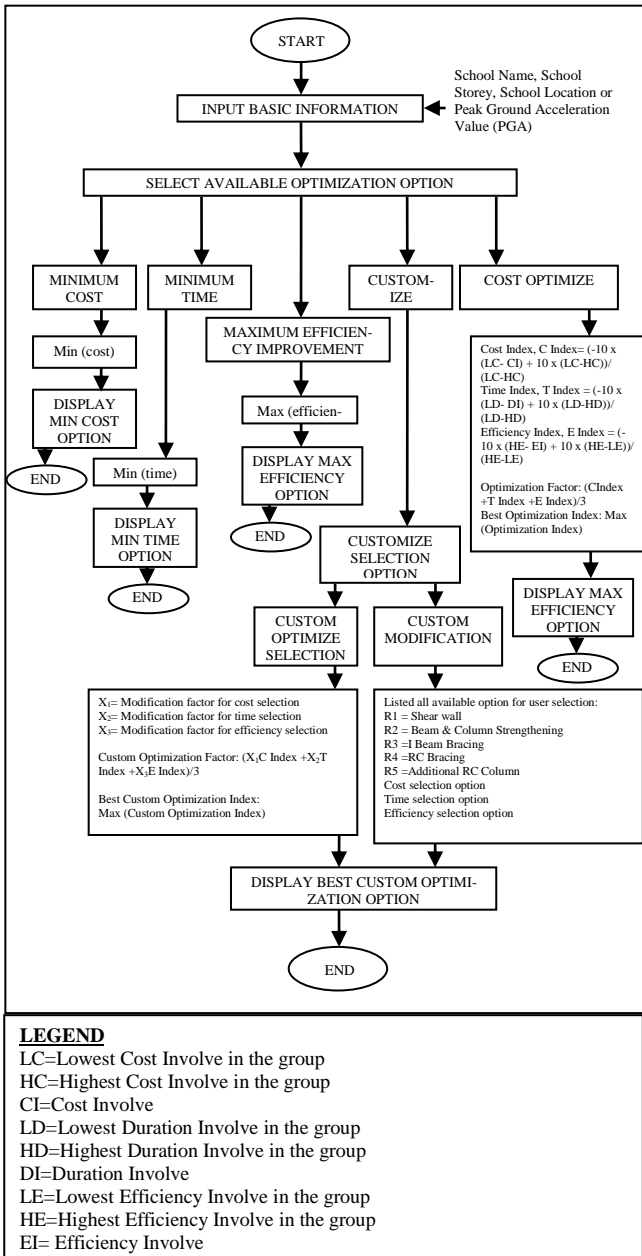 START
School Name, School
Storey, School Location or
Peak Ground Acceleration
Value (PGA)
INPUT BASIC INFORMATION
SELECT AVAILABLE OPTIMIZATION OPTION
MINIMUM
COST
MINIMUM
TIME
MAXIMUM EFFICIEN-
CY IMPROVEMENT
CUSTOM-
IZE
COST OPTIMIZE
Min (cost)
DISPLAY
MIN COST
OPTION
END
Min (time)
DISPLAY
MIN TIME
OPTION
END
Max (efficien-
DISPLAY MAX
EFFICIENCY
OPTION
END
Cost Index, C Index= (-10 x
(LC- CI) + 10 x (LC-HC))/
(LC-HC)
Time Index, T Index = (-10 x
(LD- DI) + 10 x (LD-HD))/
(LD-HD)
Efficiency Index, E Index = (-
10 x (HE- EI) + 10 x (HE-LE))/
(HE-LE)
Optimization Factor: (CIndex
+T Index +E Index)/3
Best Optimization Index: Max
(Optimization Index)
DISPLAY MAX
EFFICIENCY
OPTION
END
CUSTOMIZE
SELECTION
OPTION
CUSTOM
OPTIMIZE
SELECTION
CUSTOM
MODIFICATION
X₁= Modification factor for cost selection
X₂= Modification factor for time selection
X₃= Modification factor for efficiency selection
Custom Optimization Factor: (X₁C Index +X₂T
Index +X₃E Index)/3
Best Custom Optimization Index:
Max (Custom Optimization Index)
Listed all available option for user selection:
R1 = Shear wall
R2 = Beam & Column Strengthening
R3 =I Beam Bracing
R4 =RC Bracing
R5 =Additional RC Column
Cost selection option
Time selection option
Efficiency selection option
DISPLAY BEST CUSTOM OPTIMI-
ZATION OPTION
END
LEGEND
LC=Lowest Cost Involve in the group
HC=Highest Cost Involve in the group
CI=Cost Involve
LD=Lowest Duration Involve in the group
HD=Highest Duration Involve in the group
DI=Duration Involve
LE=Lowest Efficiency Involve in the group
HE=Highest Efficiency Involve in the group
EI= Efficiency Involve